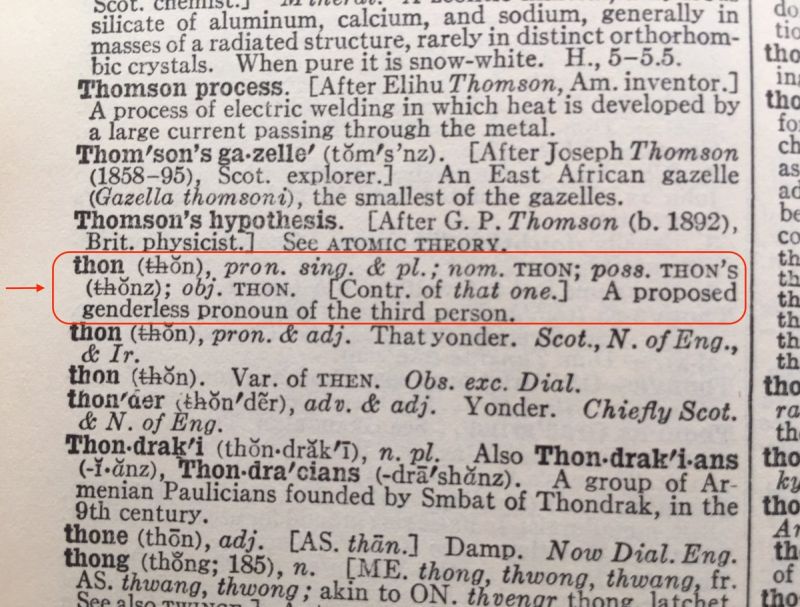 Scot. chemist.] Mineral. A
silicate of aluminum, calcium, and sodium, generally in
masses of a radiated structure, rarely in distinct orthorhom-
bic crystals. When pure it is snow-white. H., 5–5.5.
Thomson process. [After Elihu Thomson, Am. inventor.]
A process of electric welding in which heat is developed by
a large current passing through the metal.
Thom′son's ga·zelle′ (tŏm′s'nz). [After Joseph Thomson
(1858–95), Scot. explorer.] An East African gazelle
(Gazella thomsoni), the smallest of the gazelles.
Thomson's hypothesis. [After G. P. Thomson (b. 1892),
Brit. physicist.] See ATOMIC THEORY.
thon (thŏn), pron. sing. & pl.; nom. THON; poss. THON'S
(thŏnz); obj. THON. [Contr. of that one.] A proposed
genderless pronoun of the third person.
thon (thŏn), pron. & adj. That yonder. Scot., N. of Eng.,
& Ir.
thon (thŏn). Var. of THEN. Obs. exc. Dial.
thon′der (thŏn′dẽr), adv. & adj. Yonder. Chiefly Scot.
& N. of Eng.
Thon·drak′i (thŏn·drăk′ī), n. pl. Also Thon·drak′i·ans
(-ĭ·ănz), Thon·dra′cians (-drā′shănz). A group of Ar-
menian Paulicians founded by Smbat of Thondrak, in the
9th century.
thone (thōn), adj. [AS. thān.] Damp. Now Dial. Eng.
thong (thŏng; 185), n. [ME. thong, thwong, thwang, fr.
AS. thwang, thwong; akin to ON. thvengr thong, latchet.
See also TWINGE.]